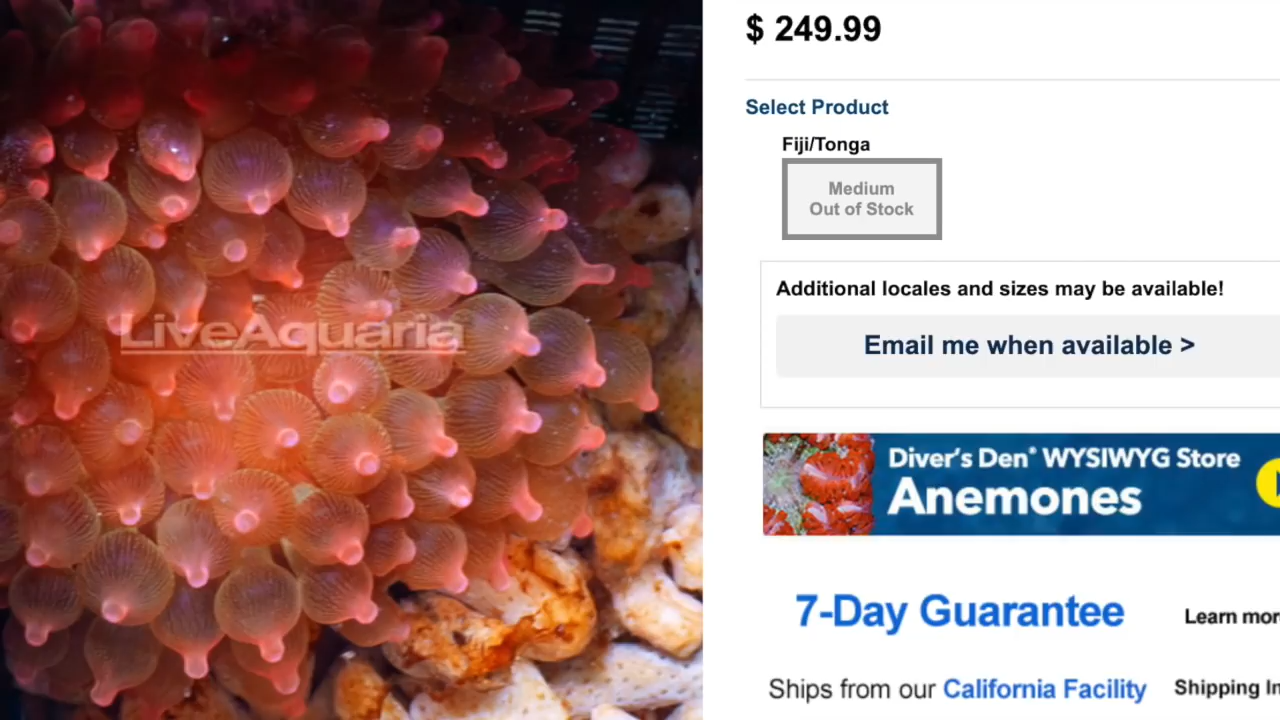 $ 249.99
Select Product
Fiji/Tonga
Medium
Out of Stock
Additional locales and sizes may be available!
LiveAquaria
Email me when available >
Diver's Den® WYSIWYG Store
Anemones
7-Day Guarantee
Learn mor
Ships from our California Facility
Shipping In